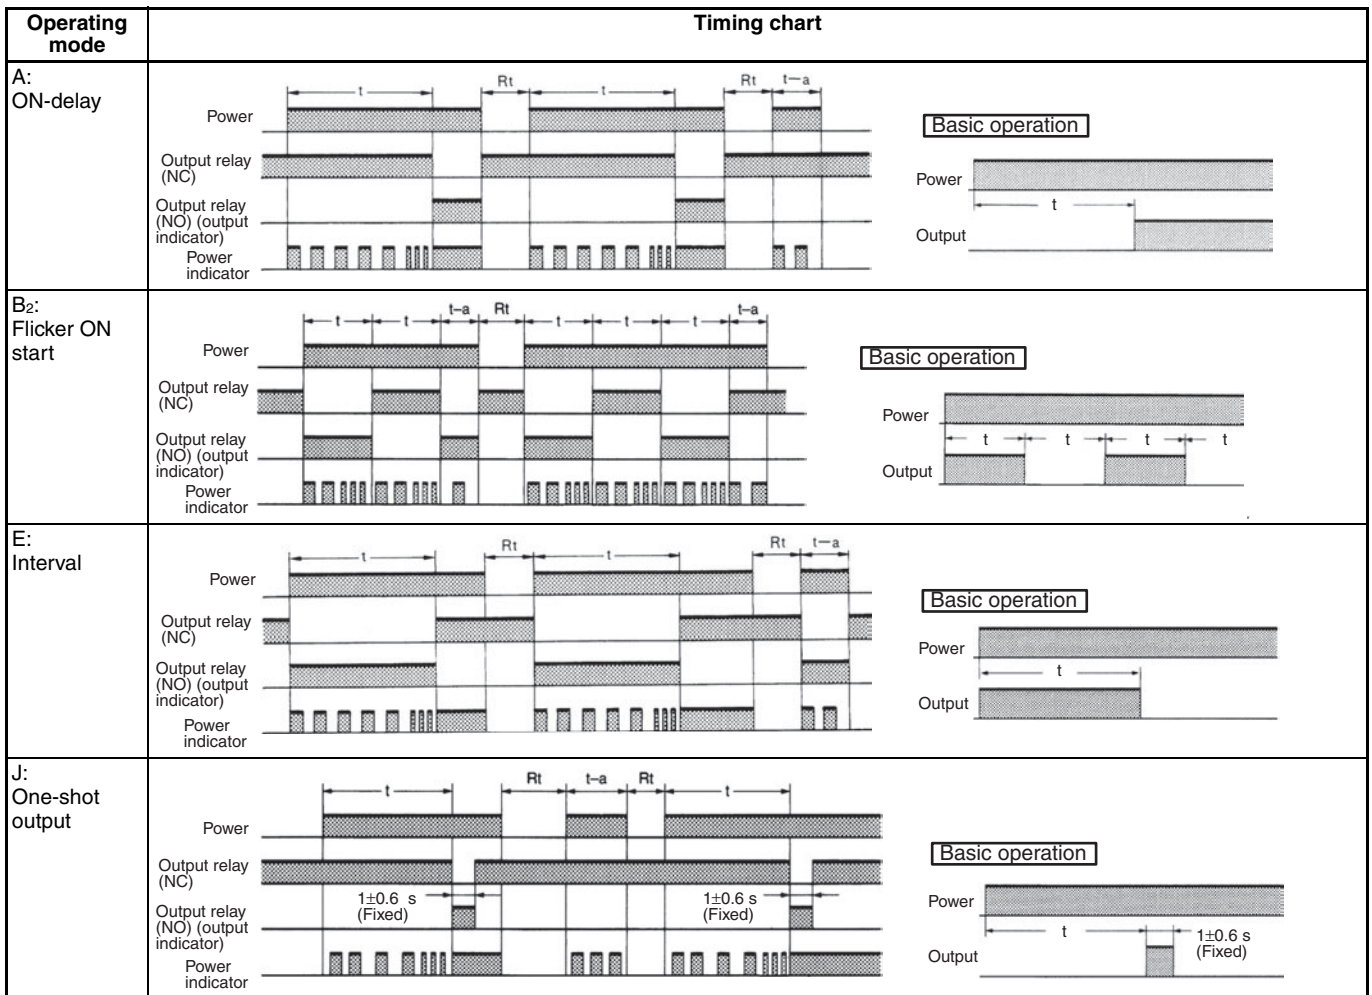 Operating
mode
Timing chart
A:
ON-delay
t
Rt
t
Rt
t–a
Power
Output relay
(NC)
Output relay
(NO) (output
indicator)
Power
indicator
Basic operation
Power
t
Output
B2:
Flicker ON
start
t
t
t–a
Rt
t
t
t
t–a
Power
Output relay
(NC)
Output relay
(NO) (output
indicator)
Power
indicator
Basic operation
Power
t
t
t
t
Output
E:
Interval
t
Rt
t
Rt
t–a
Power
Output relay
(NC)
Output relay
(NO) (output
indicator)
Power
indicator
Basic operation
Power
t
Output
J:
One-shot
output
t
Rt
t–a
Rt
t
Power
Output relay
(NC)
1±0.6 s
(Fixed)
1±0.6 s
(Fixed)
Output relay
(NO) (output
indicator)
Power
indicator
Basic operation
Power
t
1±0.6 s
(Fixed)
Output